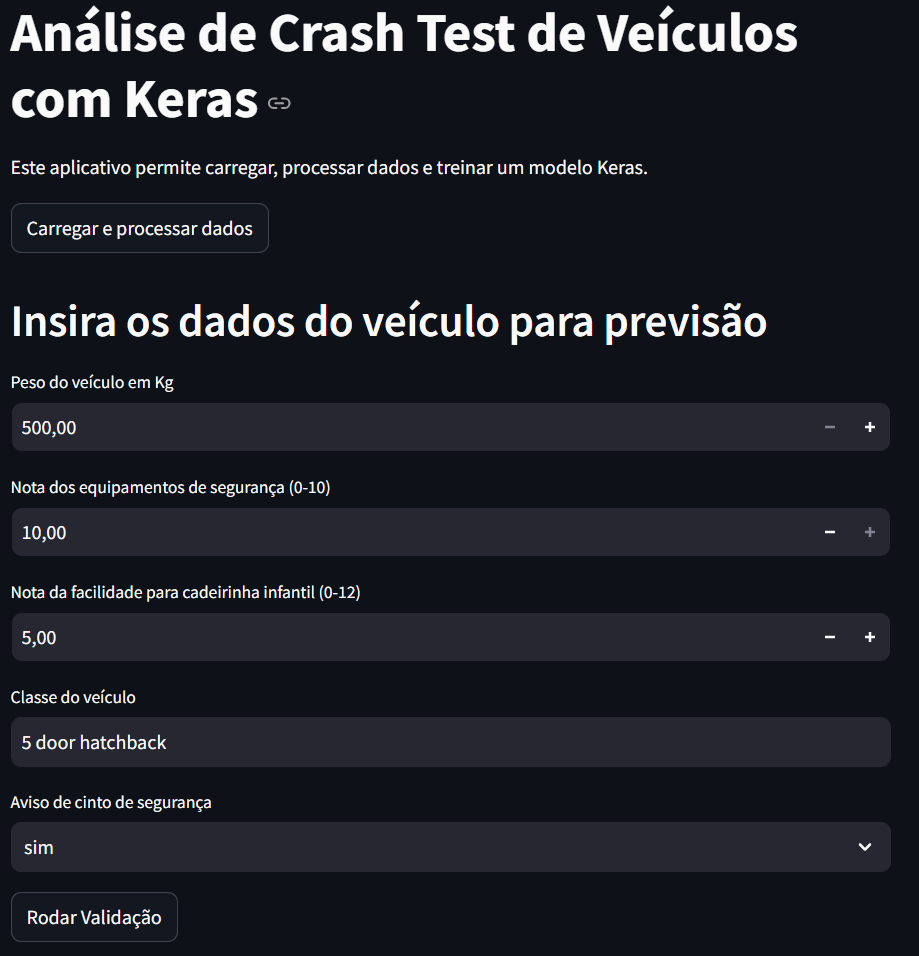 Análise de Crash Test de Veículos
com Keras
Este aplicativo permite carregar, processar dados e treinar um modelo Keras.
Carregar e processar dados
Insira os dados do veículo para previsão
Peso do veículo em Kg
500,00
Nota dos equipamentos de segurança (0-10)
10,00
Nota da facilidade para cadeirinha infantil (0-12)
5,00
Classe do veículo
5 door hatchback
Aviso de cinto de segurança
sim
Rodar Validação